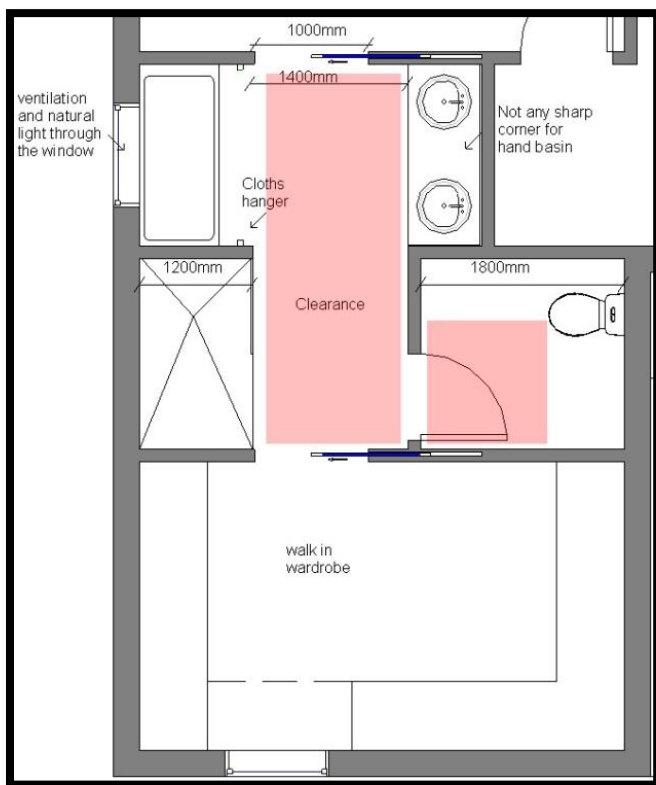 1000mm
1400mm
ventilation
and natural
light through
the window
Not any sharp
corner for
hand basin
Cloths
hanger
1200mm
1800mm
Clearance
walk in
wardrobe